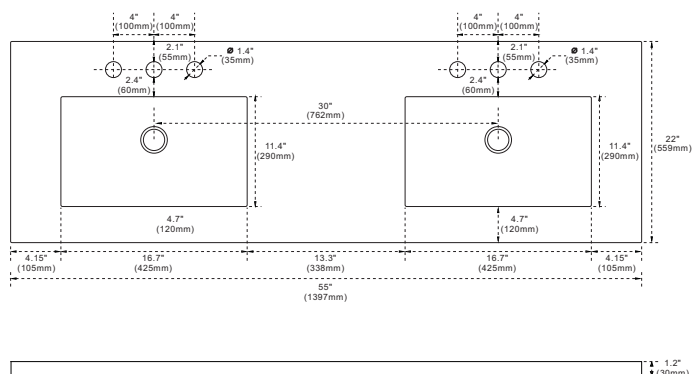 4" 4" 4" 4"
(100mm) (100mm) (100mm) (100mm)
2.1" ø 1.4" 2.1" ø 1.4"
(55mm) (35mm) (55mm) (35mm)
2.4" 2.4"
(60mm) (60mm)
30"
(762mm)
11.4" 11.4" 22"
(290mm) (290mm) (559mm)
4.7" 4.7"
(120mm) (120mm)
4.15" 16.7" 13.3" 16.7" 4.15"
(105mm) (425mm) (338mm) (425mm) (105mm)
55"
(1397mm)
1.2"
(30mm)